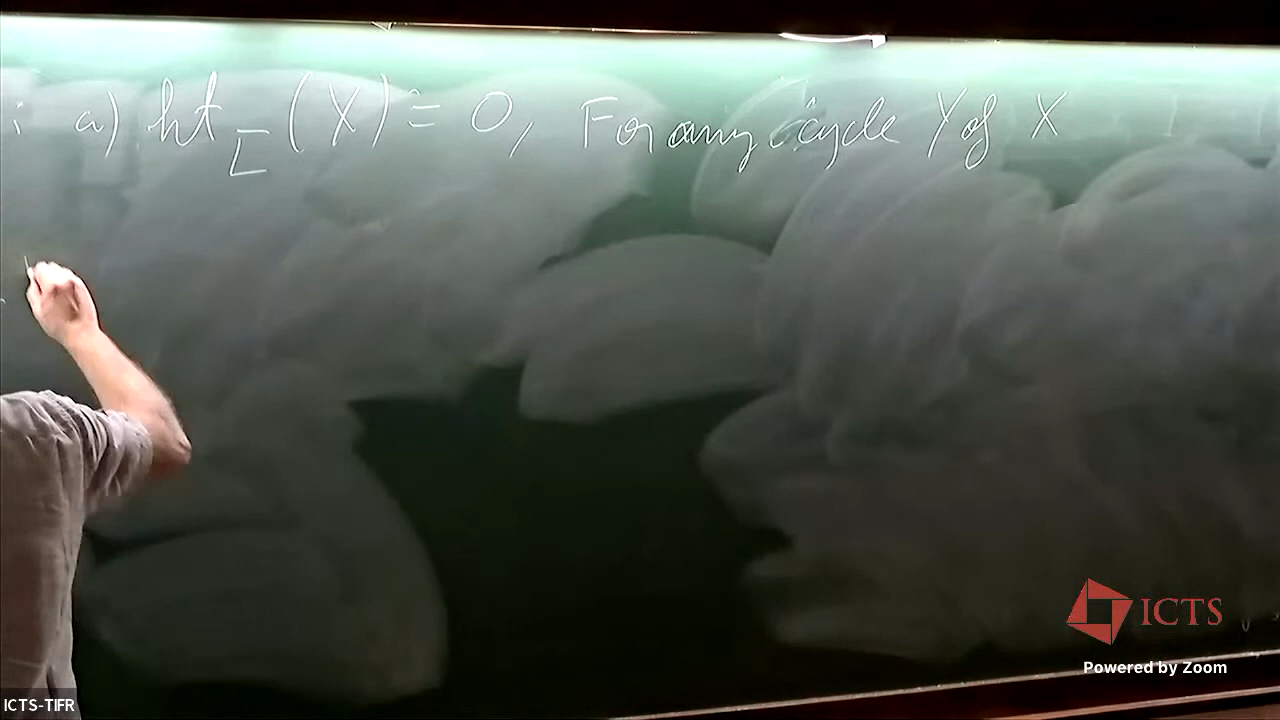 : a) ht_L (X) = 0, For any cycle Y of X
ICTS
Powered by Zoom
ICTS-TIFR